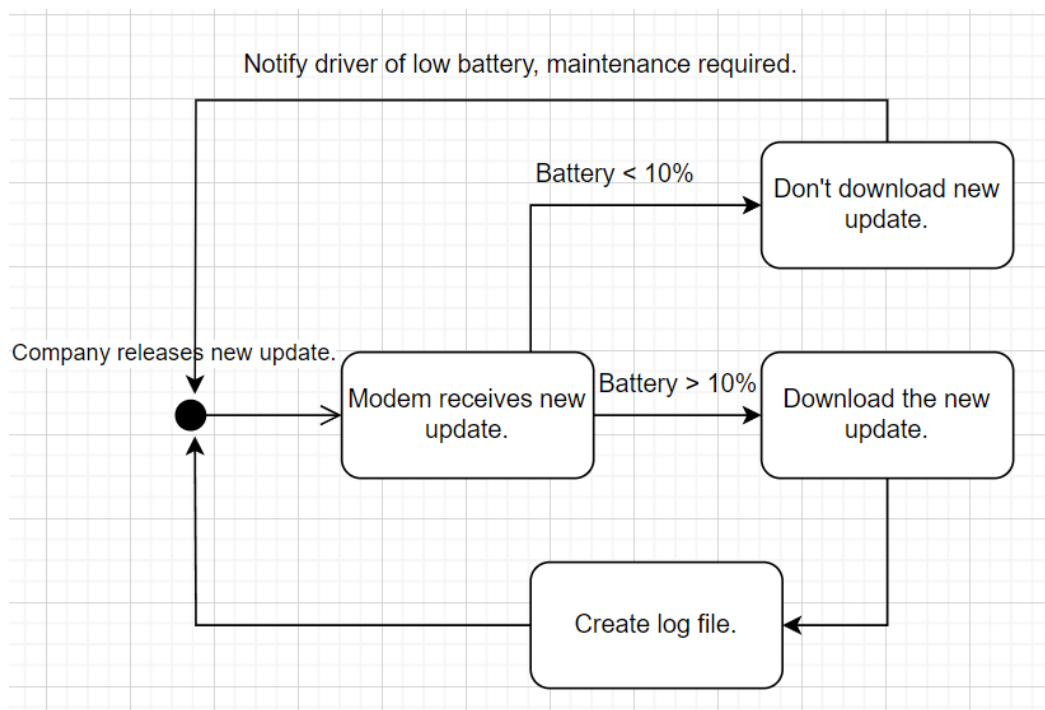 Notify driver of low battery, maintenance required.
Battery < 10%
Don't download new
update.
Company releases new update.
Modem receives new
update.
Battery > 10%
Download the new
update.
Create log file.